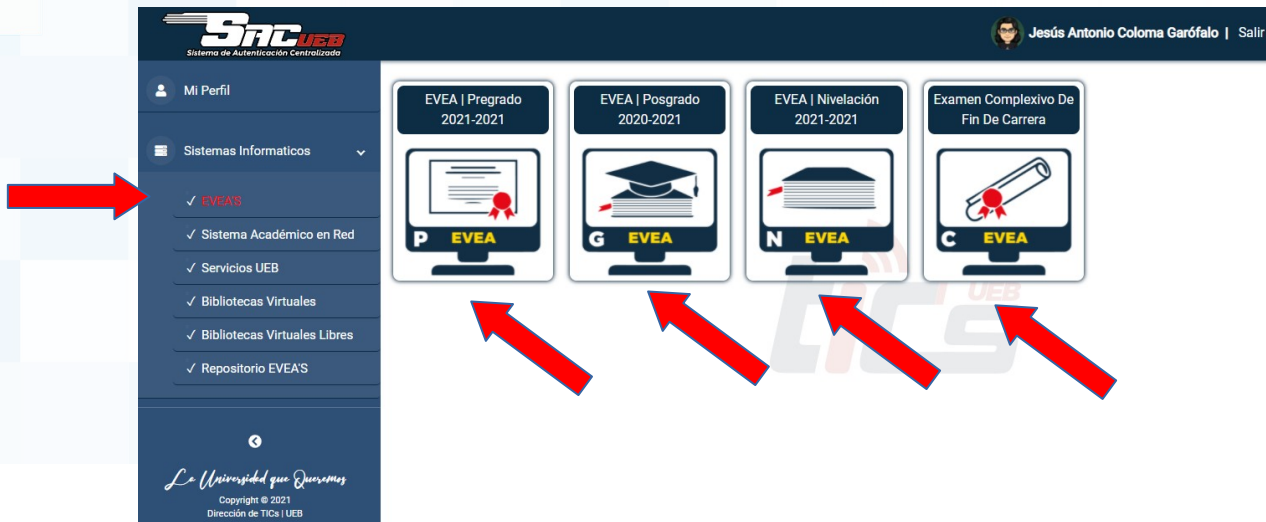 SAC UEB
Sistema de Autenticación Centralizada
Jesús Antonio Coloma Garófalo | Salir
Mi Perfil
Sistemas Informaticos
✓ EVEA'S
✓ Sistema Académico en Red
✓ Servicios UEB
✓ Bibliotecas Virtuales
✓ Bibliotecas Virtuales Libres
✓ Repositorio EVEA'S
La Universidad que Queremos
Copyright © 2021
Dirección de TICs | UEB
EVEA | Pregrado
2021-2021
P EVEA
EVEA | Posgrado
2020-2021
G EVEA
EVEA | Nivelación
2021-2021
N EVEA
Examen Complexivo De
Fin De Carrera
C EVEA
UEB
tics